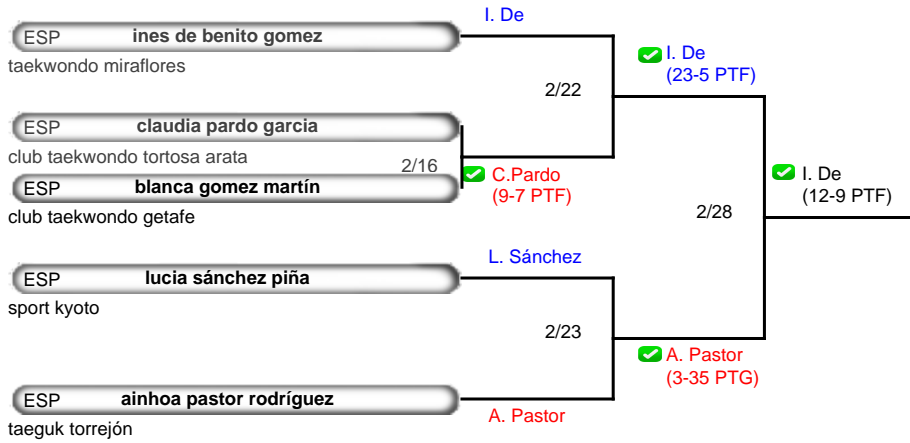 I. De
ESP ines de benito gomez
taekwondo miraflores
I. De
(23-5 PTF)
2/22
ESP claudia pardo garcia
club taekwondo tortosa arata
2/16
C.Pardo
(9-7 PTF)
ESP blanca gomez martín
club taekwondo getafe
I. De
(12-9 PTF)
2/28
L. Sánchez
ESP lucia sánchez piña
sport kyoto
2/23
A. Pastor
(3-35 PTG)
ESP ainhoa pastor rodríguez
A. Pastor
taeguk torrejón